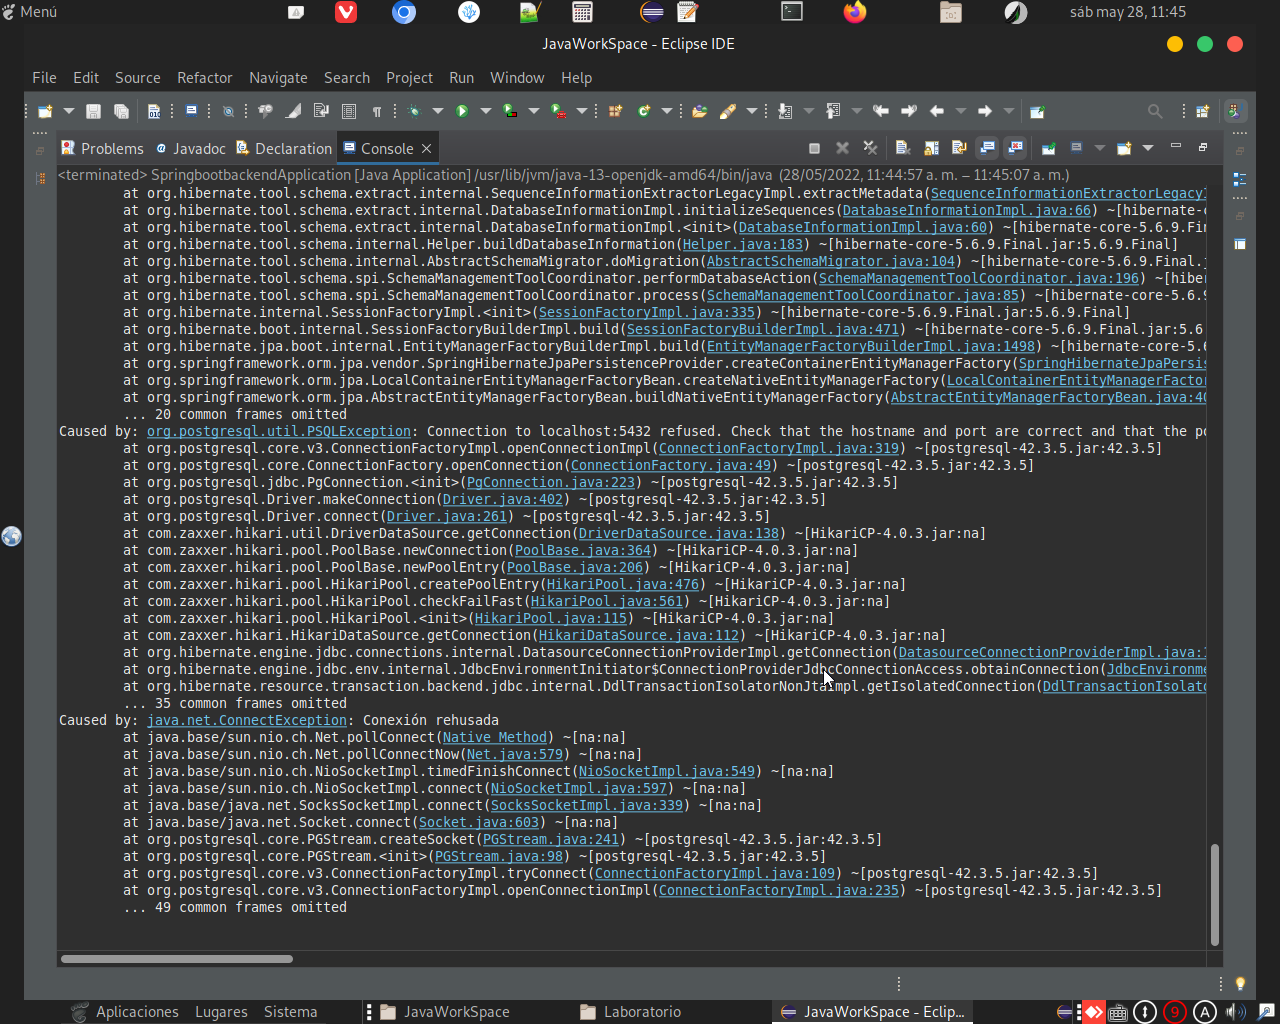 Menú
sáb may 28, 11:45
JavaWorkSpace - Eclipse IDE
File Edit Source Refactor Navigate Search Project Run Window Help
Problems @ Javadoc Declaration Console
<terminated> SpringbootbackendApplication [Java Application] /usr/lib/jvm/java-13-openjdk-amd64/bin/java (28/05/2022, 11:44:57 a. m. – 11:45:07 a. m.)
at org.hibernate.tool.schema.extract.internal.SequenceInformationExtractorLegacyImpl.extractMetadata(SequenceInformationExtractorLegacy
at org.hibernate.tool.schema.extract.internal.DatabaseInformationImpl.initializeSequences(DatabaseInformationImpl.java:66) ~[hibernate-c
at org.hibernate.tool.schema.extract.internal.DatabaseInformationImpl.<init>(DatabaseInformationImpl.java:60) ~[hibernate-core-5.6.9.Fin
at org.hibernate.tool.schema.internal.Helper.buildDatabaseInformation(Helper.java:183) ~[hibernate-core-5.6.9.Final.jar:5.6.9.Final]
at org.hibernate.tool.schema.internal.AbstractSchemaMigrator.doMigration(AbstractSchemaMigrator.java:104) ~[hibernate-core-5.6.9.Final.j
at org.hibernate.tool.schema.spi.SchemaManagementToolCoordinator.performDatabaseAction(SchemaManagementToolCoordinator.java:196) ~[hiber
at org.hibernate.tool.schema.spi.SchemaManagementToolCoordinator.process(SchemaManagementToolCoordinator.java:85) ~[hibernate-core-5.6.9
at org.hibernate.internal.SessionFactoryImpl.<init>(SessionFactoryImpl.java:335) ~[hibernate-core-5.6.9.Final.jar:5.6.9.Final]
at org.hibernate.boot.internal.SessionFactoryBuilderImpl.build(SessionFactoryBuilderImpl.java:471) ~[hibernate-core-5.6.9.Final.jar:5.6.
at org.hibernate.jpa.boot.internal.EntityManagerFactoryBuilderImpl.build(EntityManagerFactoryBuilderImpl.java:1498) ~[hibernate-core-5.6
at org.springframework.orm.jpa.vendor.SpringHibernateJpaPersistenceProvider.createContainerEntityManagerFactory(SpringHibernateJpaPersis
at org.springframework.orm.jpa.LocalContainerEntityManagerFactoryBean.createNativeEntityManagerFactory(LocalContainerEntityManagerFactor
at org.springframework.orm.jpa.AbstractEntityManagerFactoryBean.buildNativeEntityManagerFactory(AbstractEntityManagerFactoryBean.java:40
... 20 common frames omitted
Caused by: org.postgresql.util.PSQLException: Connection to localhost:5432 refused. Check that the hostname and port are correct and that the po
at org.postgresql.core.v3.ConnectionFactoryImpl.openConnectionImpl(ConnectionFactoryImpl.java:319) ~[postgresql-42.3.5.jar:42.3.5]
at org.postgresql.core.ConnectionFactory.openConnection(ConnectionFactory.java:49) ~[postgresql-42.3.5.jar:42.3.5]
at org.postgresql.jdbc.PgConnection.<init>(PgConnection.java:223) ~[postgresql-42.3.5.jar:42.3.5]
at org.postgresql.Driver.makeConnection(Driver.java:402) ~[postgresql-42.3.5.jar:42.3.5]
at org.postgresql.Driver.connect(Driver.java:261) ~[postgresql-42.3.5.jar:42.3.5]
at com.zaxxer.hikari.util.DriverDataSource.getConnection(DriverDataSource.java:138) ~[HikariCP-4.0.3.jar:na]
at com.zaxxer.hikari.pool.PoolBase.newConnection(PoolBase.java:364) ~[HikariCP-4.0.3.jar:na]
at com.zaxxer.hikari.pool.PoolBase.newPoolEntry(PoolBase.java:206) ~[HikariCP-4.0.3.jar:na]
at com.zaxxer.hikari.pool.HikariPool.createPoolEntry(HikariPool.java:476) ~[HikariCP-4.0.3.jar:na]
at com.zaxxer.hikari.pool.HikariPool.checkFailFast(HikariPool.java:561) ~[HikariCP-4.0.3.jar:na]
at com.zaxxer.hikari.pool.HikariPool.<init>(HikariPool.java:115) ~[HikariCP-4.0.3.jar:na]
at com.zaxxer.hikari.HikariDataSource.getConnection(HikariDataSource.java:112) ~[HikariCP-4.0.3.jar:na]
at org.hibernate.engine.jdbc.connections.internal.DatasourceConnectionProviderImpl.getConnection(DatasourceConnectionProviderImpl.java:1
at org.hibernate.engine.jdbc.env.internal.JdbcEnvironmentInitiator$ConnectionProviderJdbcConnectionAccess.obtainConnection(JdbcEnvironme
at org.hibernate.resource.transaction.backend.jdbc.internal.DdlTransactionIsolatorNonJtaImpl.getIsolatedConnection(DdlTransactionIsolato
... 35 common frames omitted
Caused by: java.net.ConnectException: Conexión rehusada
at java.base/sun.nio.ch.Net.pollConnect(Native Method) ~[na:na]
at java.base/sun.nio.ch.Net.pollConnectNow(Net.java:579) ~[na:na]
at java.base/sun.nio.ch.NioSocketImpl.timedFinishConnect(NioSocketImpl.java:549) ~[na:na]
at java.base/sun.nio.ch.NioSocketImpl.connect(NioSocketImpl.java:597) ~[na:na]
at java.base/java.net.SocksSocketImpl.connect(SocksSocketImpl.java:339) ~[na:na]
at java.base/java.net.Socket.connect(Socket.java:603) ~[na:na]
at org.postgresql.core.PGStream.createSocket(PGStream.java:241) ~[postgresql-42.3.5.jar:42.3.5]
at org.postgresql.core.PGStream.<init>(PGStream.java:98) ~[postgresql-42.3.5.jar:42.3.5]
at org.postgresql.core.v3.ConnectionFactoryImpl.tryConnect(ConnectionFactoryImpl.java:109) ~[postgresql-42.3.5.jar:42.3.5]
at org.postgresql.core.v3.ConnectionFactoryImpl.openConnectionImpl(ConnectionFactoryImpl.java:235) ~[postgresql-42.3.5.jar:42.3.5]
... 49 common frames omitted
Aplicaciones Lugares Sistema JavaWorkSpace Laboratorio JavaWorkSpace - Eclip... 9 A